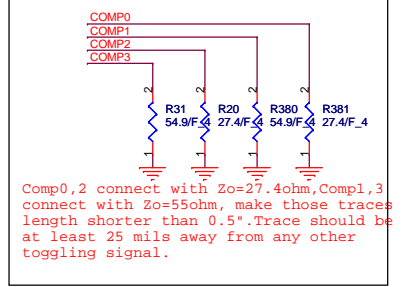 COMP0
COMP1
COMP2
COMP3
2 2 2 2
R31 R20 R380 R381
54.9/F_4 27.4/F_4 54.9/F_4 27.4/F_4
1 1 1 1
Comp0,2 connect with Zo=27.4ohm,Comp1,3
connect with Zo=55ohm, make those traces
length shorter than 0.5".Trace should be
at least 25 mils away from any other
toggling signal.